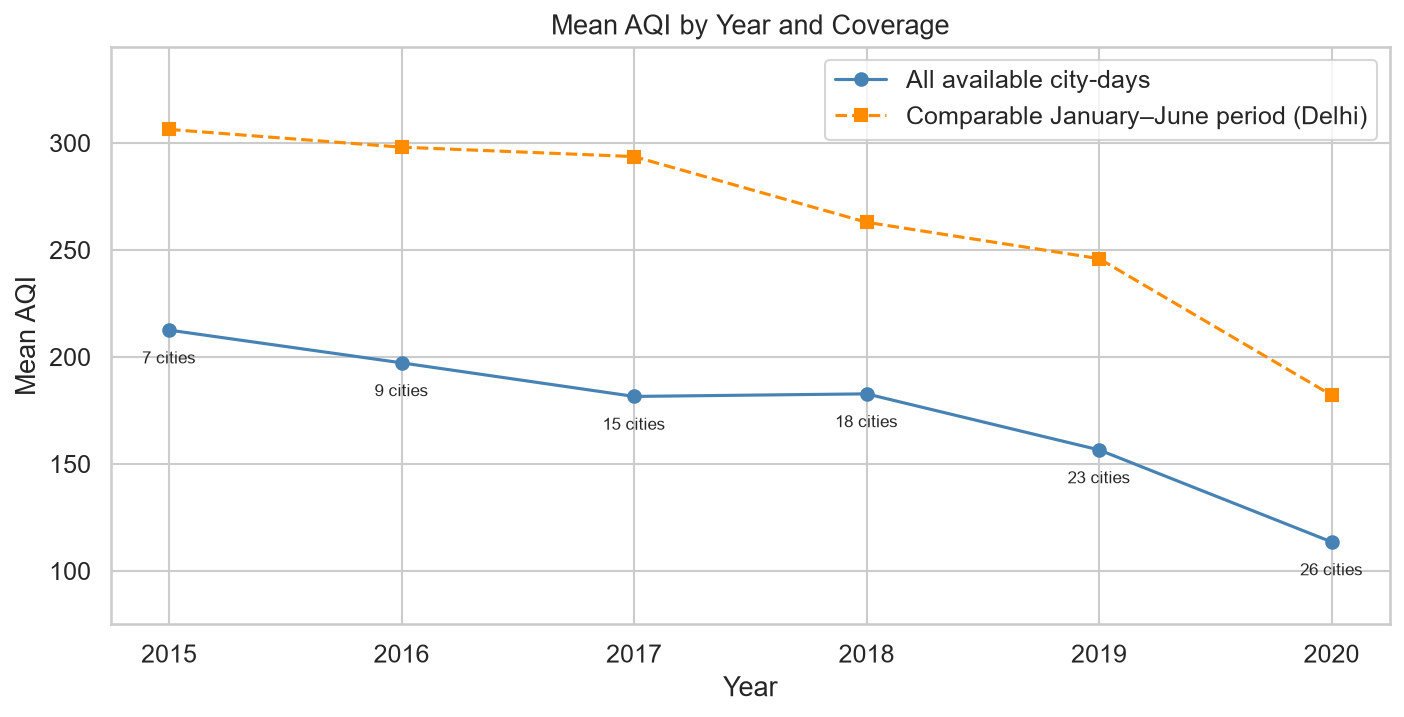 Mean AQI by Year and Coverage
All available city-days
Comparable January–June period (Delhi)
Mean AQI
300
250
200
150
100
7 cities
9 cities
15 cities
18 cities
23 cities
26 cities
2015
2016
2017
2018
2019
2020
Year